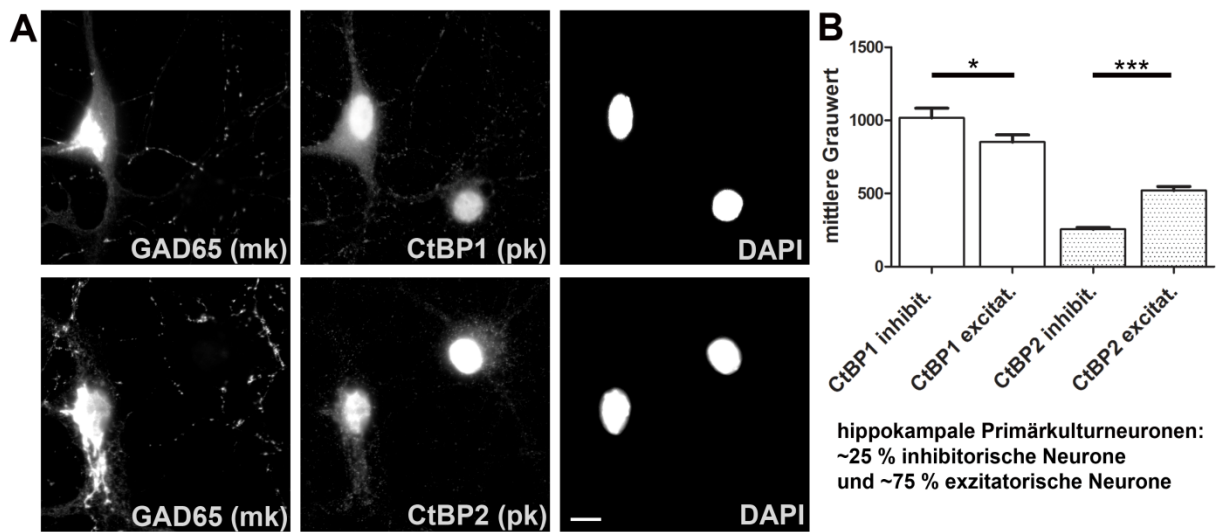 A
GAD65 (mk)
CtBP1 (pk)
DAPI
GAD65 (mk)
CtBP2 (pk)
DAPI
B
mittlere Grauwert
1500
1000
500
0
*
***
CtBP1 inhibit.
CtBP1 excitat.
CtBP2 inhibit.
CtBP2 excitat.
hippokampale Primärkulturneuronen:
~25 % inhibitorische Neurone
und ~75 % exzitatorische Neurone